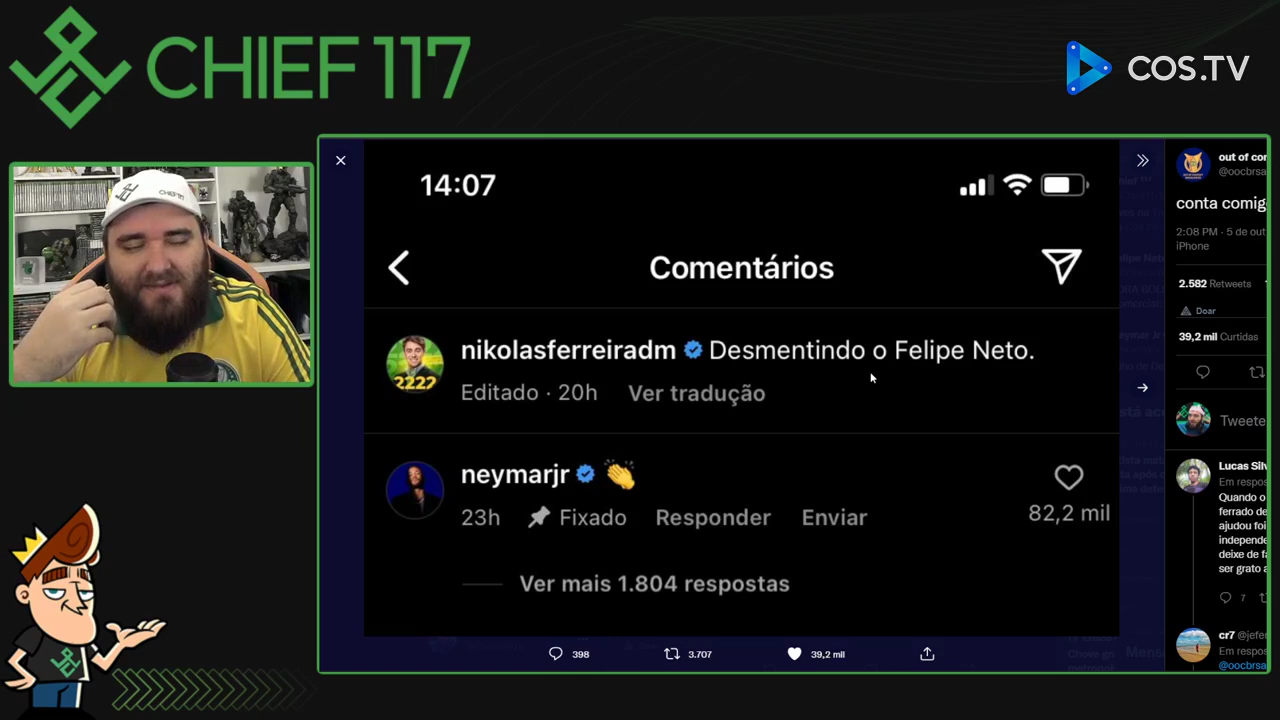 CHIEF 117
COS.TV
14:07
Comentários
nikolasferreiradm Desmentindo o Felipe Neto.
Editado · 20h Ver tradução
2222
neymarjr 👏
23h Fixado Responder Enviar
82,2 mil
Ver mais 1.804 respostas
398 3.707 39,2 mil
out of con
@oocbrsa
conta comig
2:08 PM · 5 de out
iPhone
2.582 Retweets
Doar
39,2 mil Curtidas
Tweete
Lucas Silv
Em respos
Quando o
ferrado de
ajudou foi
independe
deixe de fa
ser grato a
7
cr7 @jefer
Em respos
@oocbrsa
CHIEF117